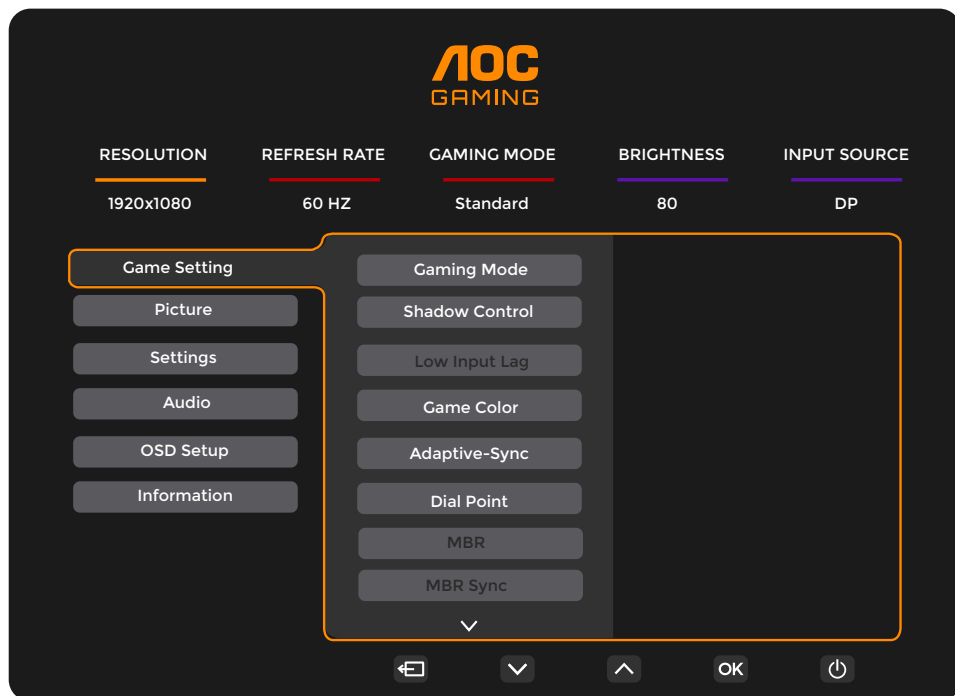 AOC
GAMING
RESOLUTION REFRESH RATE GAMING MODE BRIGHTNESS INPUT SOURCE
1920x1080 60 HZ Standard 80 DP
Game Setting
Picture
Settings
Audio
OSD Setup
Information
Gaming Mode
Shadow Control
Low Input Lag
Game Color
Adaptive-Sync
Dial Point
MBR
MBR Sync
OK